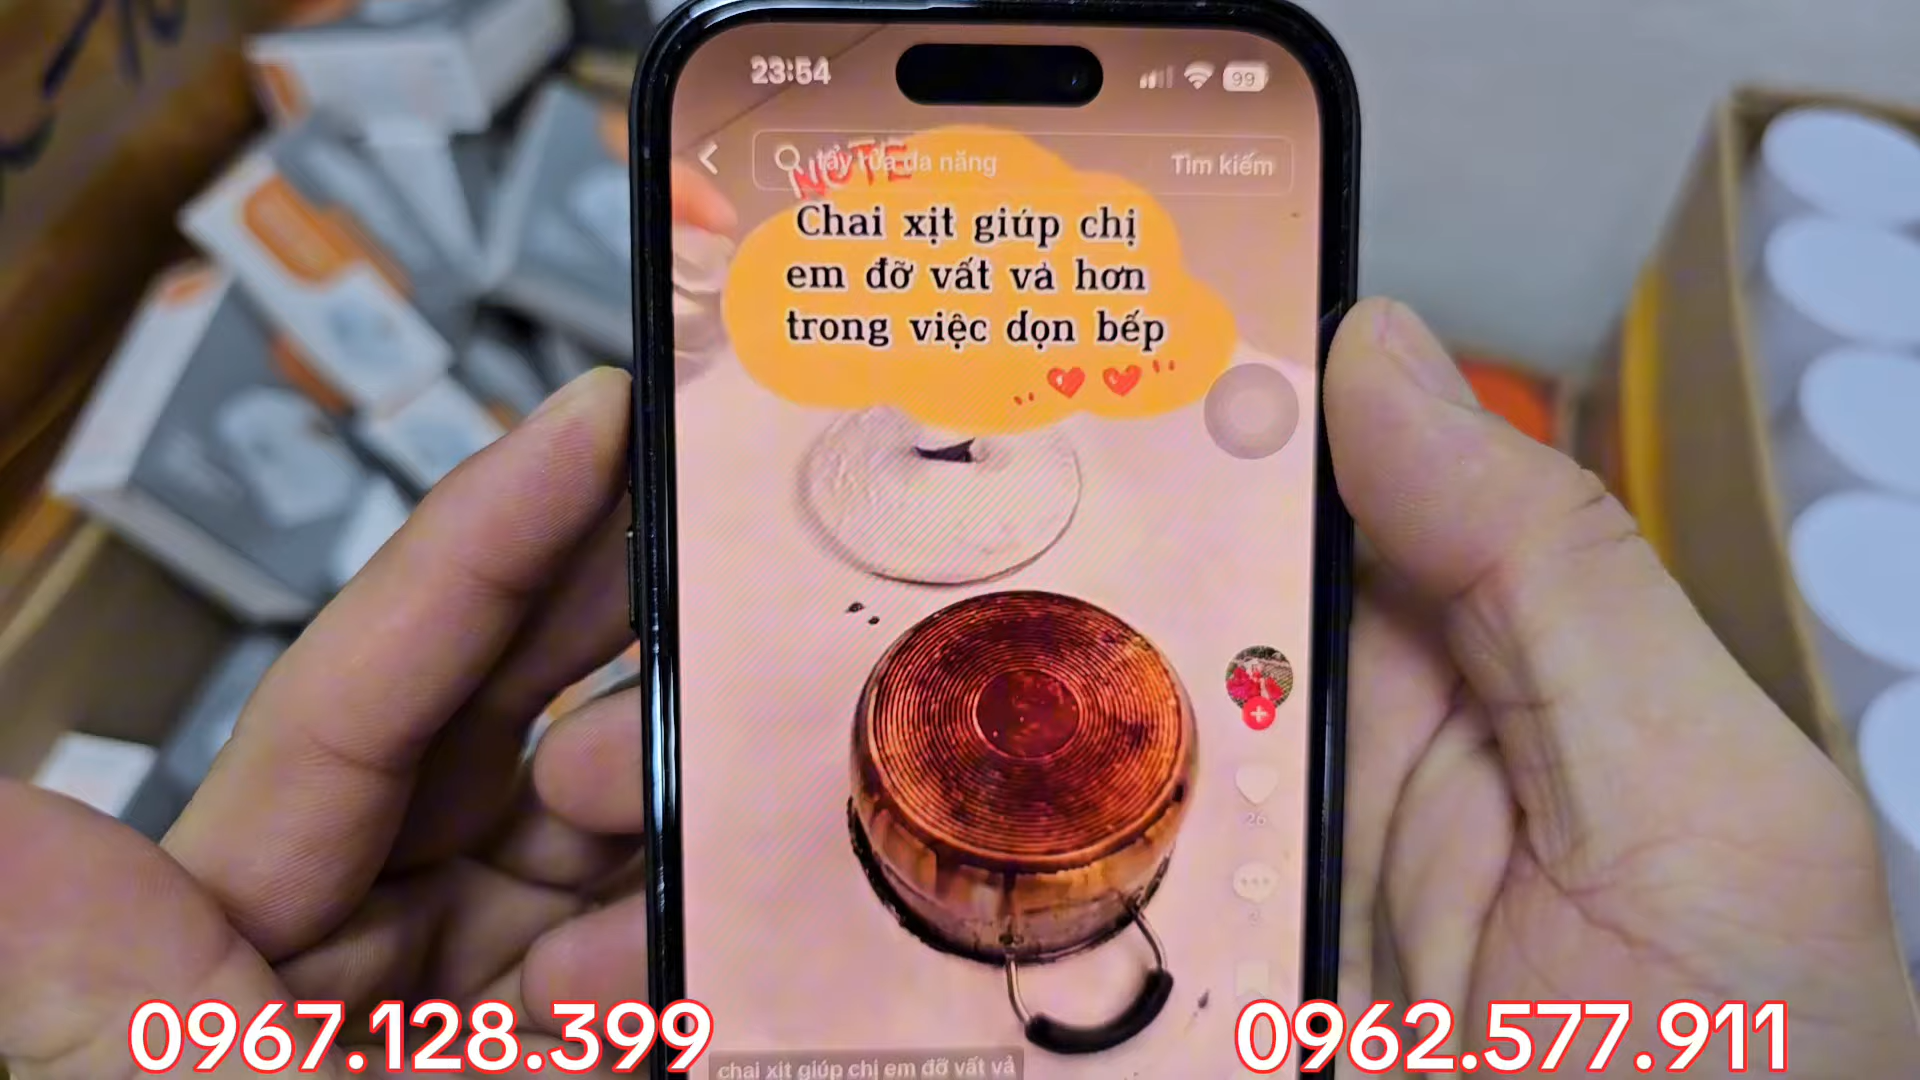 23:54
99
tẩy rửa đa năng
Tìm kiếm
NOTE
Chai xịt giúp chị
em đỡ vất vả hơn
trong việc dọn bếp
26
0967.128.399
0962.577.911
chai xịt giúp chị em đỡ vất vả